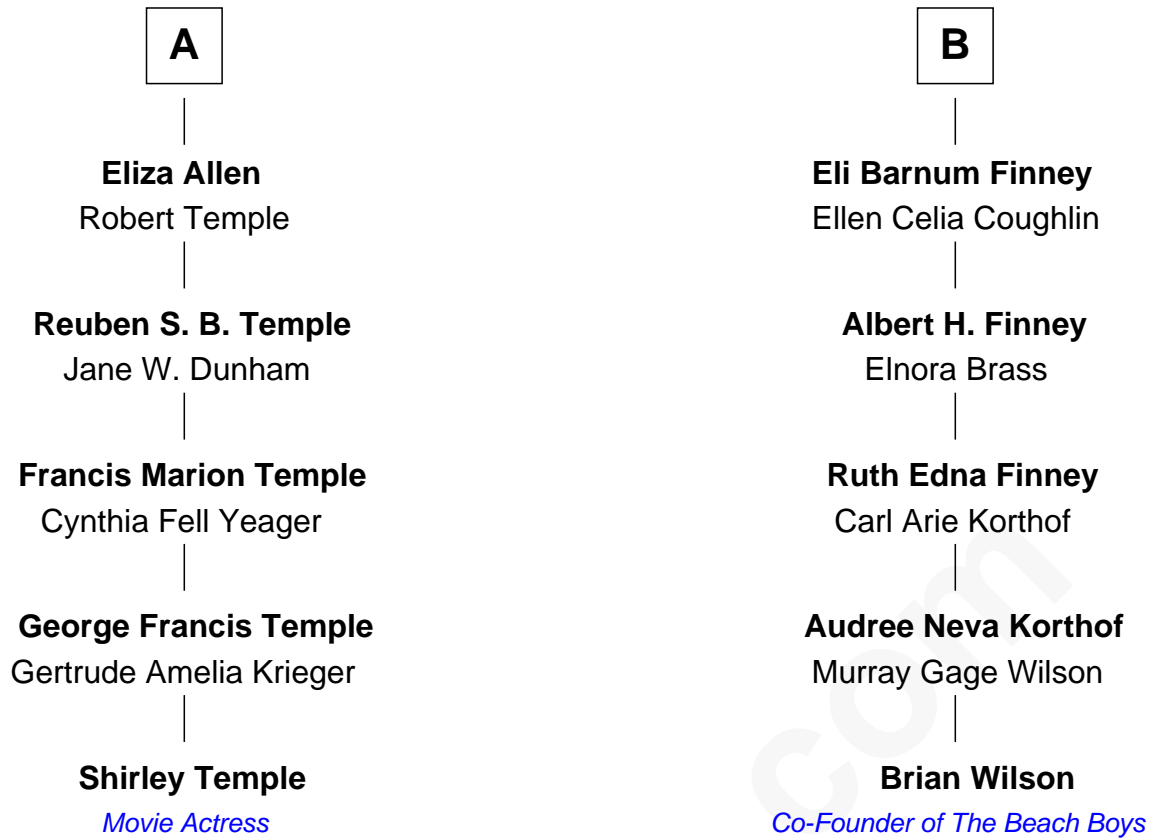 A
Eliza Allen
Robert Temple
Reuben S. B. Temple
Jane W. Dunham
Francis Marion Temple
Cynthia Fell Yeager
George Francis Temple
Gertrude Amelia Krieger
Shirley Temple
Movie Actress
B
Eli Barnum Finney
Ellen Celia Coughlin
Albert H. Finney
Elnora Brass
Ruth Edna Finney
Carl Arie Korthof
Audree Neva Korthof
Murray Gage Wilson
Brian Wilson
Co-Founder of The Beach Boys
com